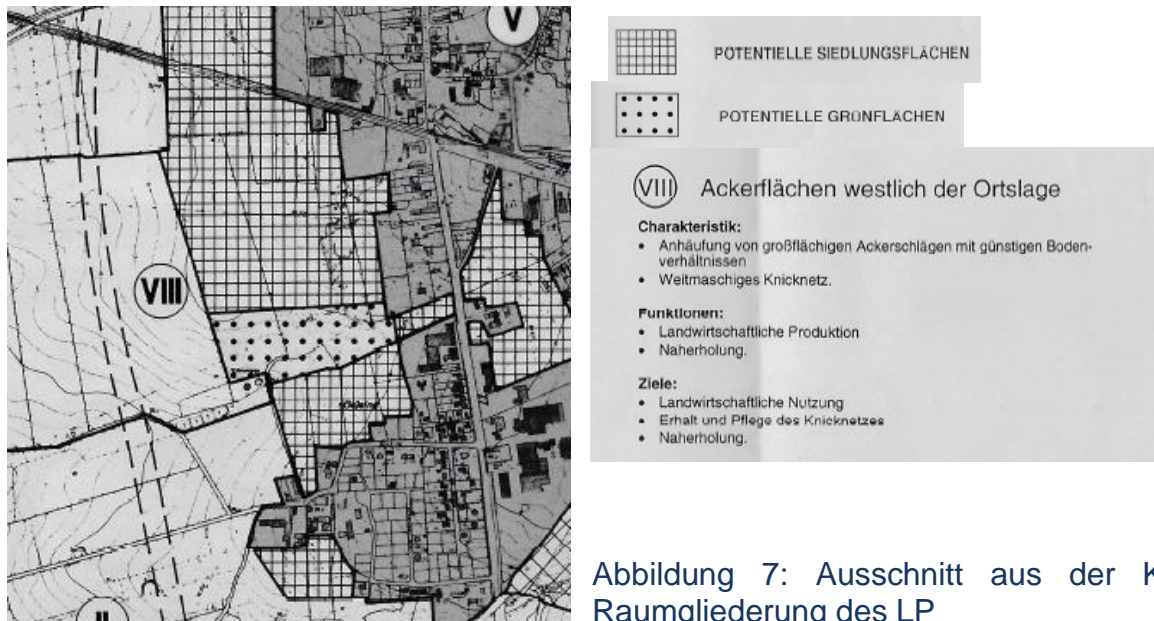 V
VIII
II
POTENTIELLE SIEDLUNGSFLÄCHEN
POTENTIELLE GRÜNFLÄCHEN
VIII Ackerflächen westlich der Ortslage
Charakteristik:
• Anhäufung von großflächigen Ackerschlägen mit günstigen Boden-
verhältnissen
• Weitmaschiges Knicknetz.
Funktionen:
• Landwirtschaftliche Produktion
• Naherholung.
Ziele:
• Landwirtschaftliche Nutzung
• Erhalt und Pflege des Knicknetzes
• Naherholung.
Abbildung 7: Ausschnitt aus der K
Raumgliederung des LP